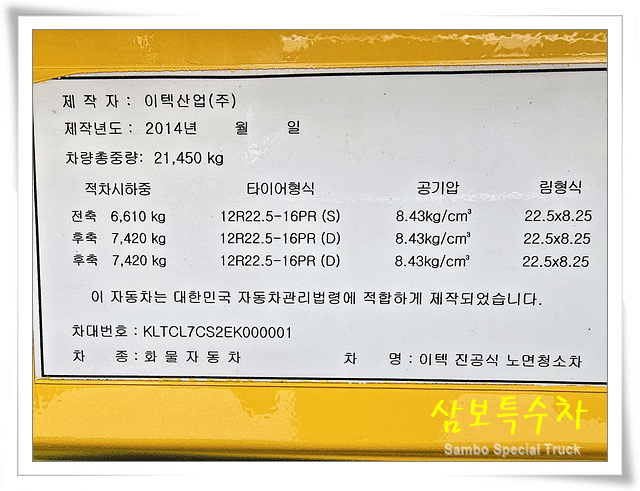 제 작 자 : 이텍산업(주)
제작년도 : 2014년 월 일
차량총중량: 21,450 kg
적차시하중 타이어형식 공기압 림형식
전축 6,610 kg 12R22.5-16PR (S) 8.43kg/cm³ 22.5x8.25
후축 7,420 kg 12R22.5-16PR (D) 8.43kg/cm³ 22.5x8.25
후축 7,420 kg 12R22.5-16PR (D) 8.43kg/cm³ 22.5x8.25
이 자동차는 대한민국 자동차관리법령에 적합하게 제작되었습니다.
차대번호 : KLTCL7CS2EK000001
차 종 : 화 물 자 동 차 차 명 : 이텍 진공식 노면청소차
삼보특수차
Sambo Special Truck